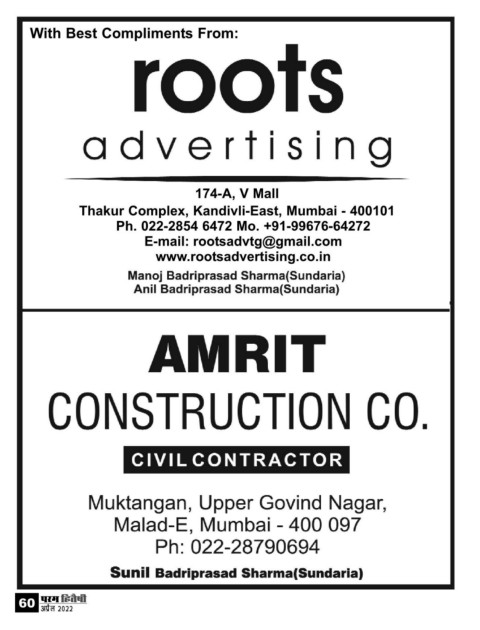 With Best Compliments From:
roots
advertising
174-A, V Mall
Thakur Complex, Kandivli-East, Mumbai - 400101
Ph. 022-2854 6472 Mo. +91-99676-64272
E-mail: rootsadvtg@gmail.com
www.rootsadvertising.co.in
Manoj Badriprasad Sharma(Sundaria)
Anil Badriprasad Sharma(Sundaria)
AMRIT
CONSTRUCTION CO.
CIVIL CONTRACTOR
Muktangan, Upper Govind Nagar,
Malad-E, Mumbai - 400 097
Ph: 022-28790694
Sunil Badriprasad Sharma(Sundaria)
60 परम हितैषी
अप्रैल 2022